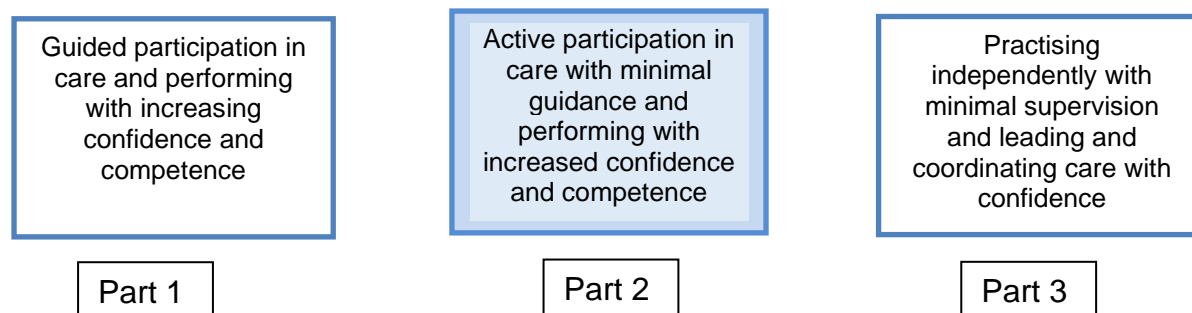 Guided participation in
care and performing
with increasing
confidence and
competence
Active participation in
care with minimal
guidance and
performing with
increased confidence
and competence
Practising
independently with
minimal supervision
and leading and
coordinating care with
confidence
Part 1
Part 2
Part 3